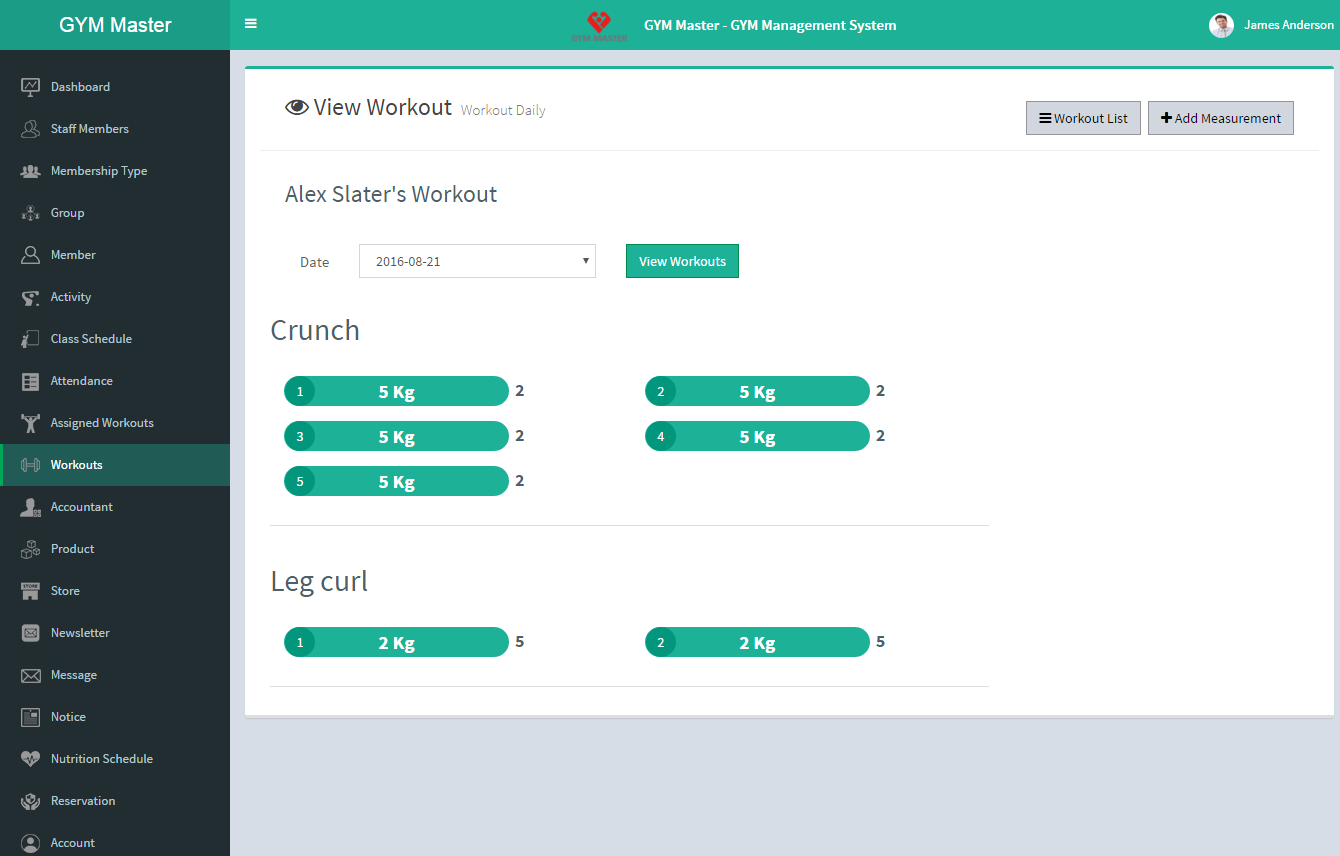 GYM Master
GYM MASTER
GYM Master - GYM Management System
James Anderson
Dashboard
Staff Members
Membership Type
Group
Member
Activity
Class Schedule
Attendance
Assigned Workouts
Workouts
Accountant
Product
STORE
Store
Newsletter
Message
Notice
Nutrition Schedule
Reservation
Account
View Workout Workout Daily
Workout List
Add Measurement
Alex Slater's Workout
Date 2016-08-21 View Workouts
Crunch
1 5 Kg 2 2 5 Kg 2
3 5 Kg 2 4 5 Kg 2
5 5 Kg 2
Leg curl
1 2 Kg 5 2 2 Kg 5